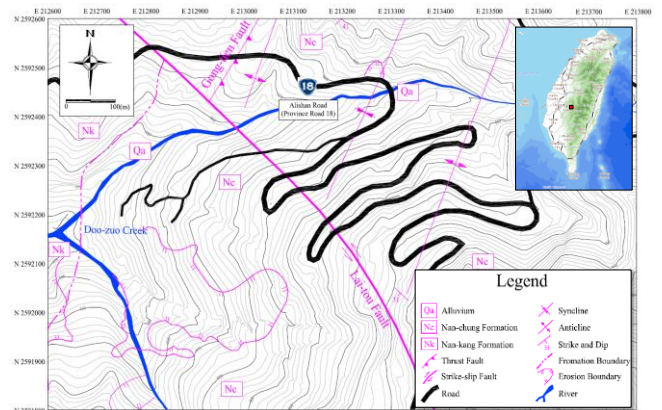 E 212600 E 212700 E 212800 E 212900 E 213000 E 213100 E 213200 E 213300 E 213400 E 213500 E 213600 E 213700 E 213800
N 2592600
N 2592500
N 2592400
N 2592300
N 2592200
N 2592100
N 2592000
N 2591900
N
0 100(m)
Gong-tien Fault
Nc
18
Alishan Road
(Province Road 18)
Qa
Nk
Qa
Nc
Doo-zuo Creek
Nk
Lai-tou Fault
Nc
Nc
Legend
Qa Alluvium
Nc Nan-chung Formation
Nk Nan-kang Formation
Thrust Fault
Strike-slip Fault
Road
Syncline
Anticline
Strike and Dip
Fromation Boundary
Erosion Boundary
River